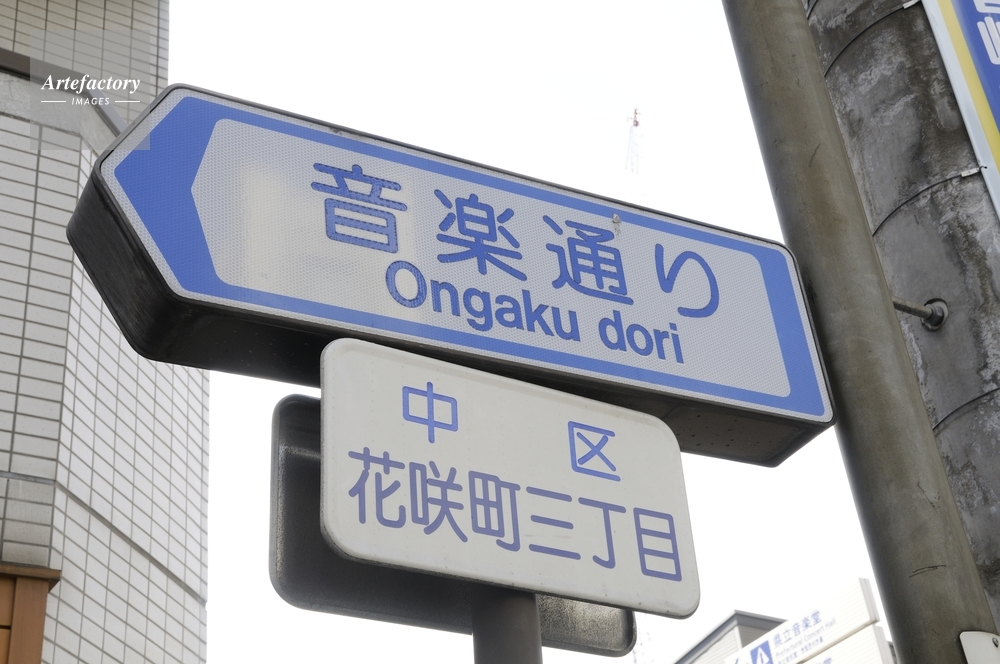 Artefactory
IMAGES
音楽通り
Ongaku dori
中区
花咲町三丁目
県立音楽堂